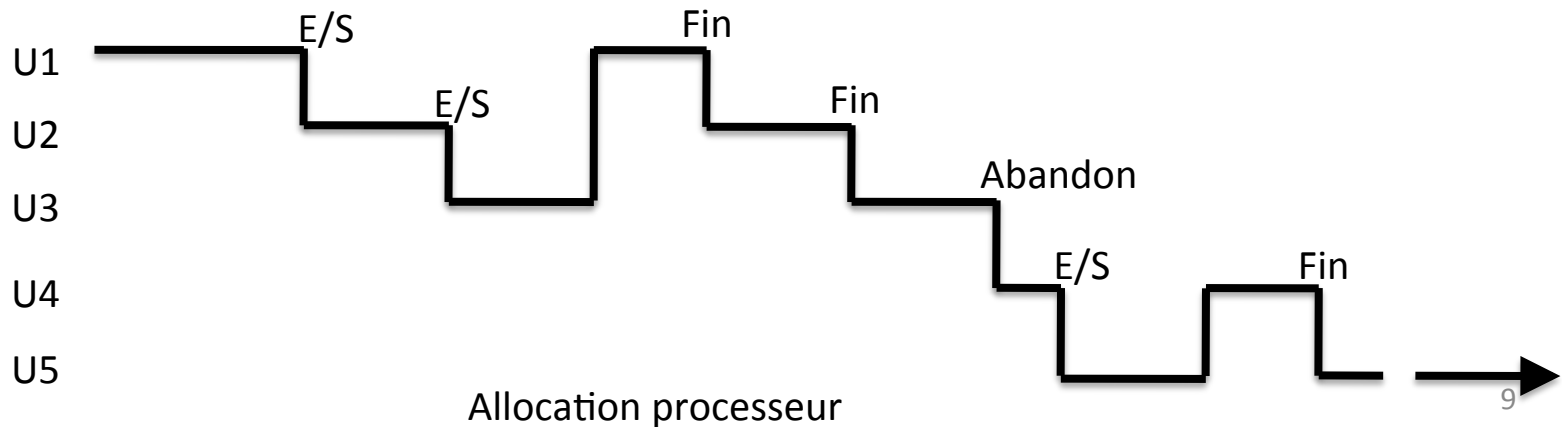 E/S
Fin
U1
E/S
Fin
U2
Abandon
U3
E/S
Fin
U4
U5
Allocation processeur
9